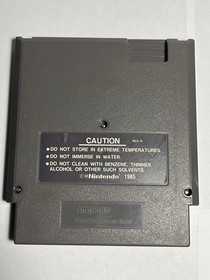 CAUTION
• DO NOT STORE IN EXTREME TEMPERATURES.
• DO NOT IMMERSE IN WATER.
• DO NOT CLEAN WITH BENZENE, THINNER,
ALCOHOL OR OTHER SUCH SOLVENTS.
Nintendo 1985
Nintendo